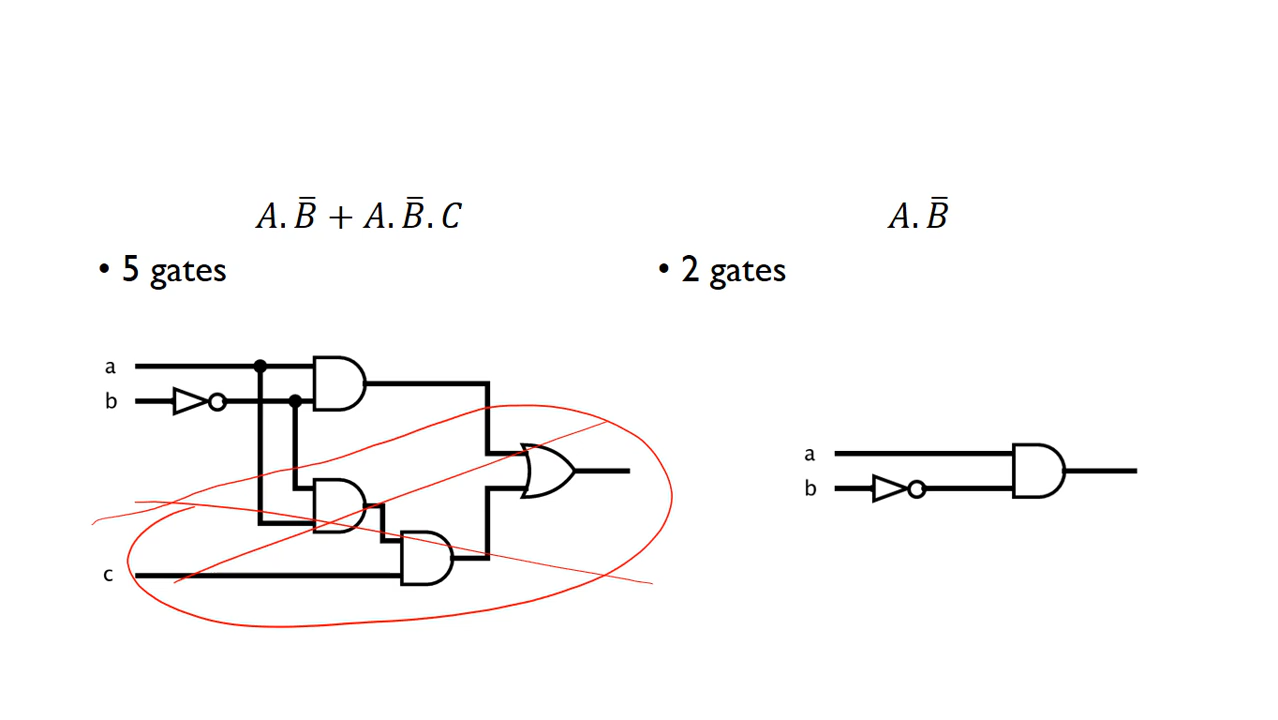 A. B̅ + A. B̅. C
• 5 gates
a
b
c
A. B̅
• 2 gates
a
b